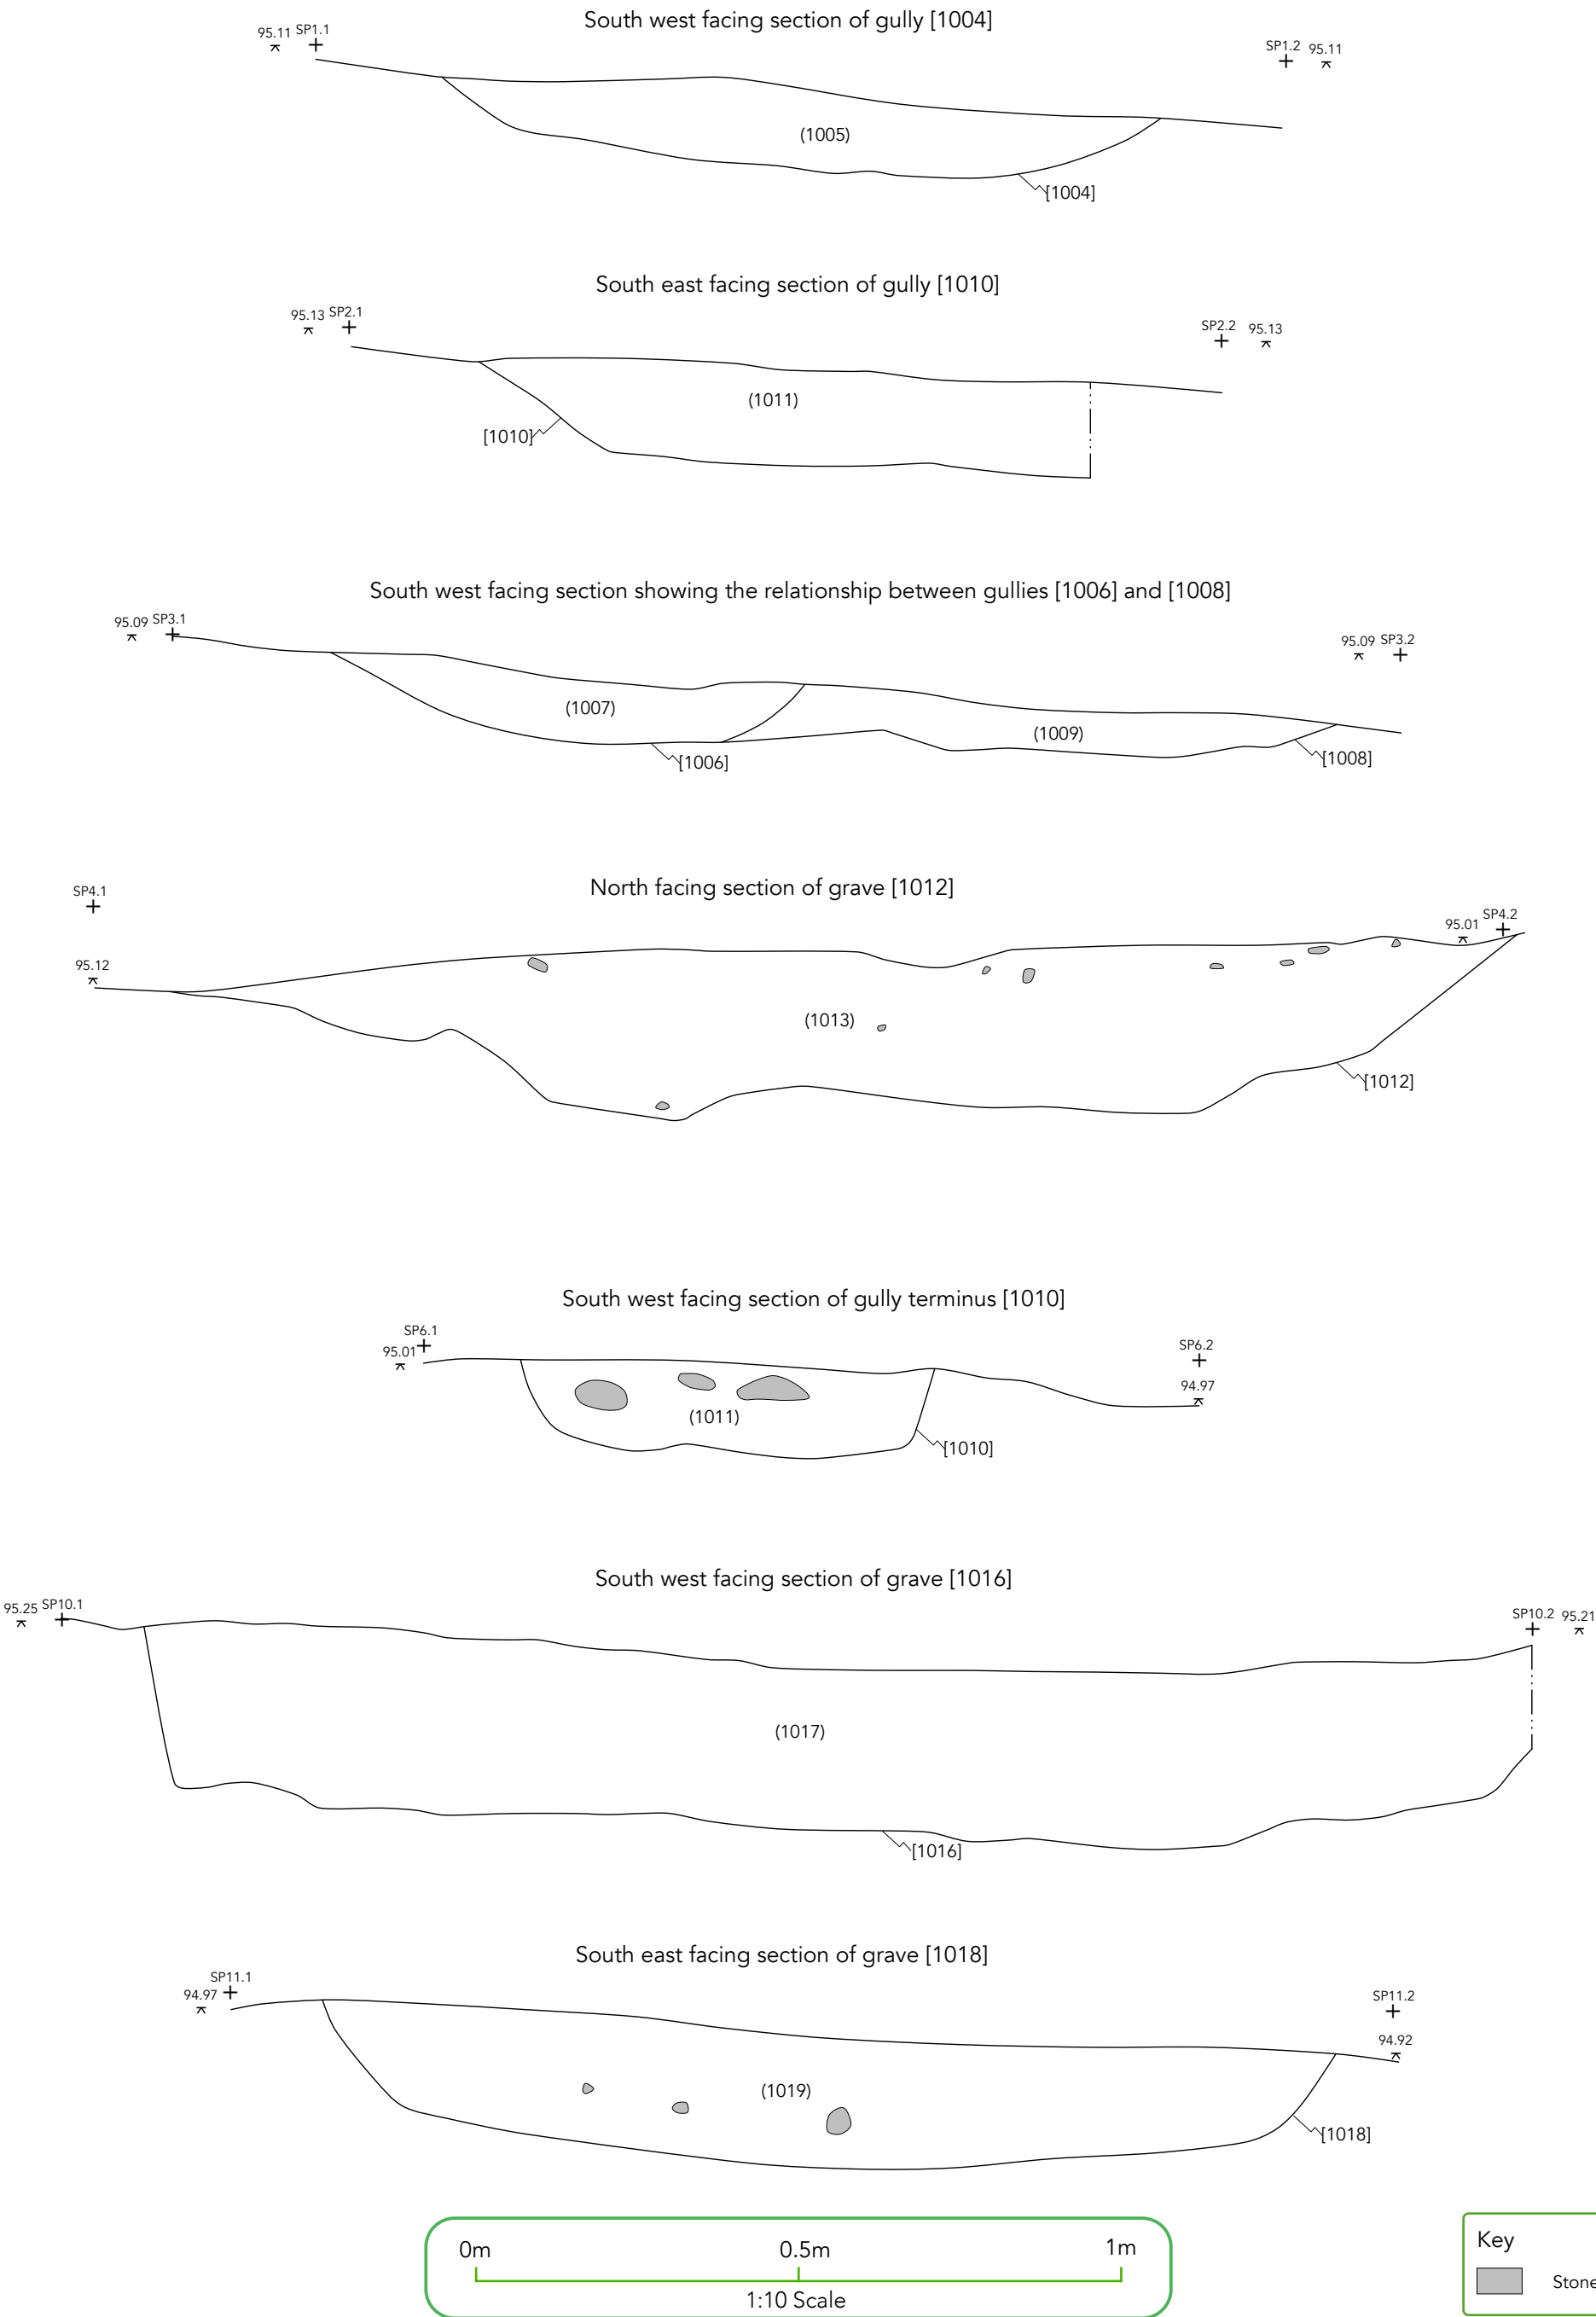 South west facing section of gully [1004]
95.11 SP1.1
SP1.2 95.11
(1005)
[1004]
South east facing section of gully [1010]
95.13 SP2.1
SP2.2 95.13
(1011)
[1010]
South west facing section showing the relationship between gullies [1006] and [1008]
95.09 SP3.1
95.09 SP3.2
(1007)
(1009)
[1006]
[1008]
North facing section of grave [1012]
SP4.1
95.01 SP4.2
95.12
(1013)
[1012]
South west facing section of gully terminus [1010]
SP6.1
95.01
SP6.2
94.97
(1011)
[1010]
South west facing section of grave [1016]
95.25 SP10.1
SP10.2 95.21
(1017)
[1016]
South east facing section of grave [1018]
SP11.1
94.97
SP11.2
94.92
(1019)
[1018]
0m 0.5m 1m
1:10 Scale
Key
Stone